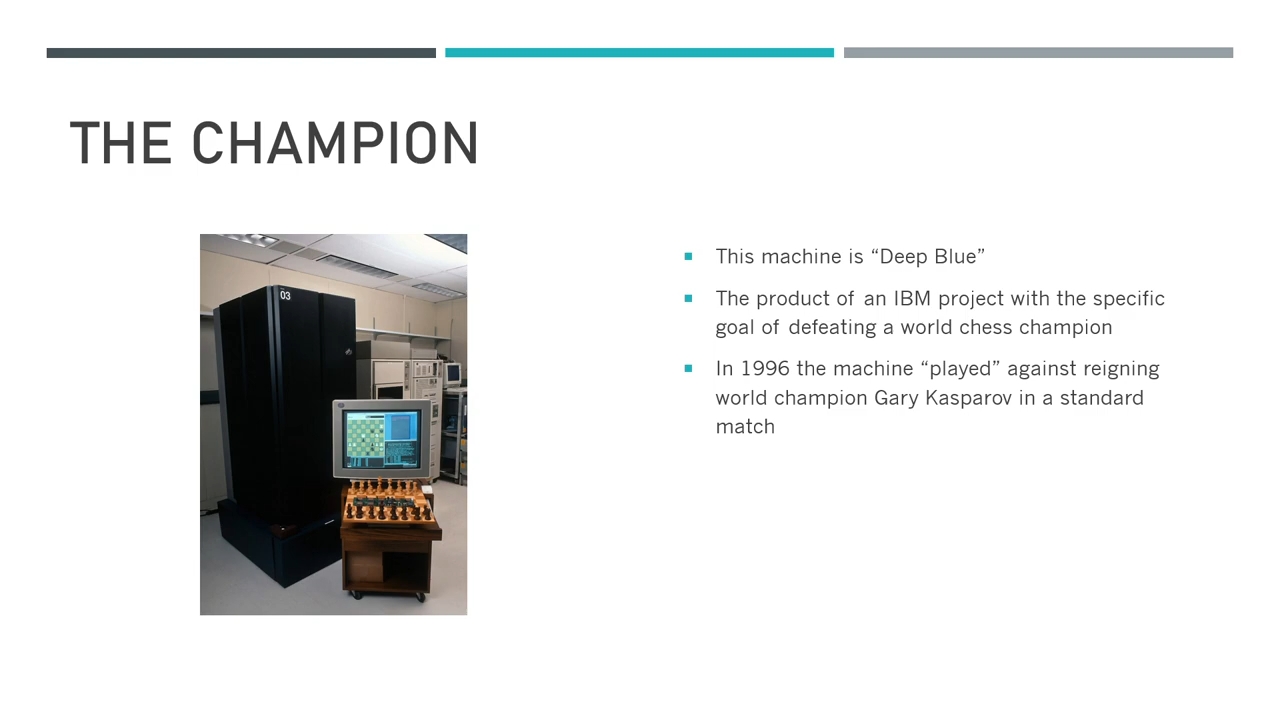 THE CHAMPION
03
This machine is “Deep Blue”
The product of an IBM project with the specific
goal of defeating a world chess champion
In 1996 the machine “played” against reigning
world champion Gary Kasparov in a standard
match